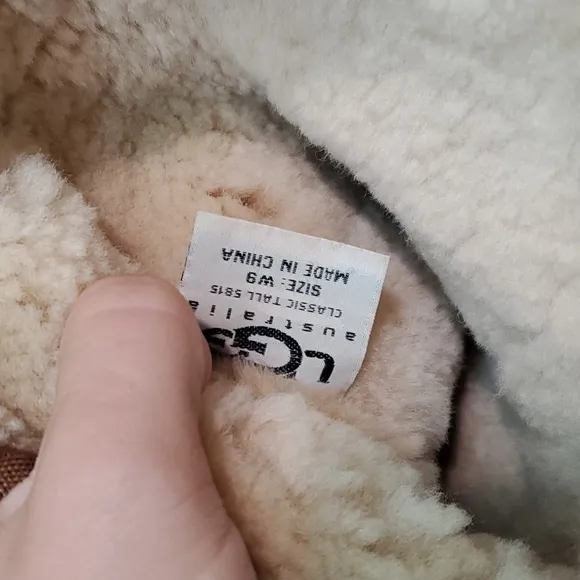 UGG
australia
CLASSIC TALL 5815
SIZE: W9
MADE IN CHINA